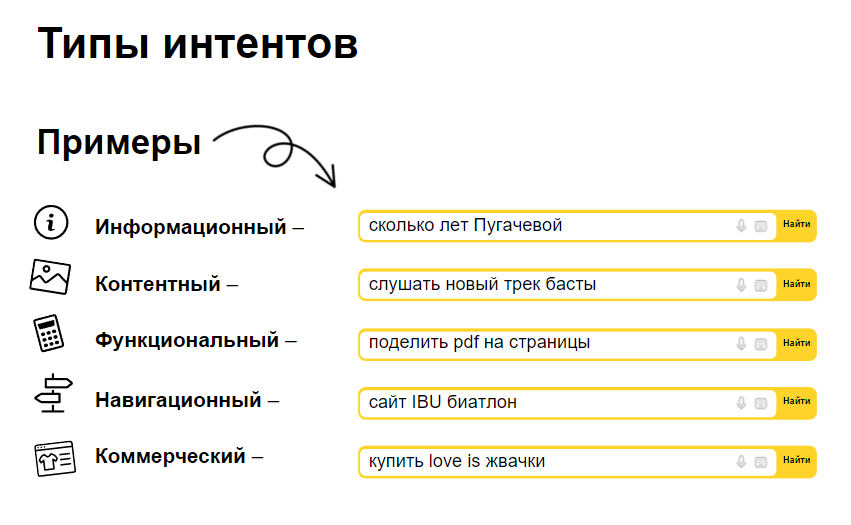 Типы интентов
Примеры
Информационный – сколько лет Пугачевой Найти
Контентный – слушать новый трек басты Найти
Функциональный – поделить pdf на страницы Найти
Навигационный – сайт IBU биатлон Найти
Коммерческий – купить love is жвачки Найти